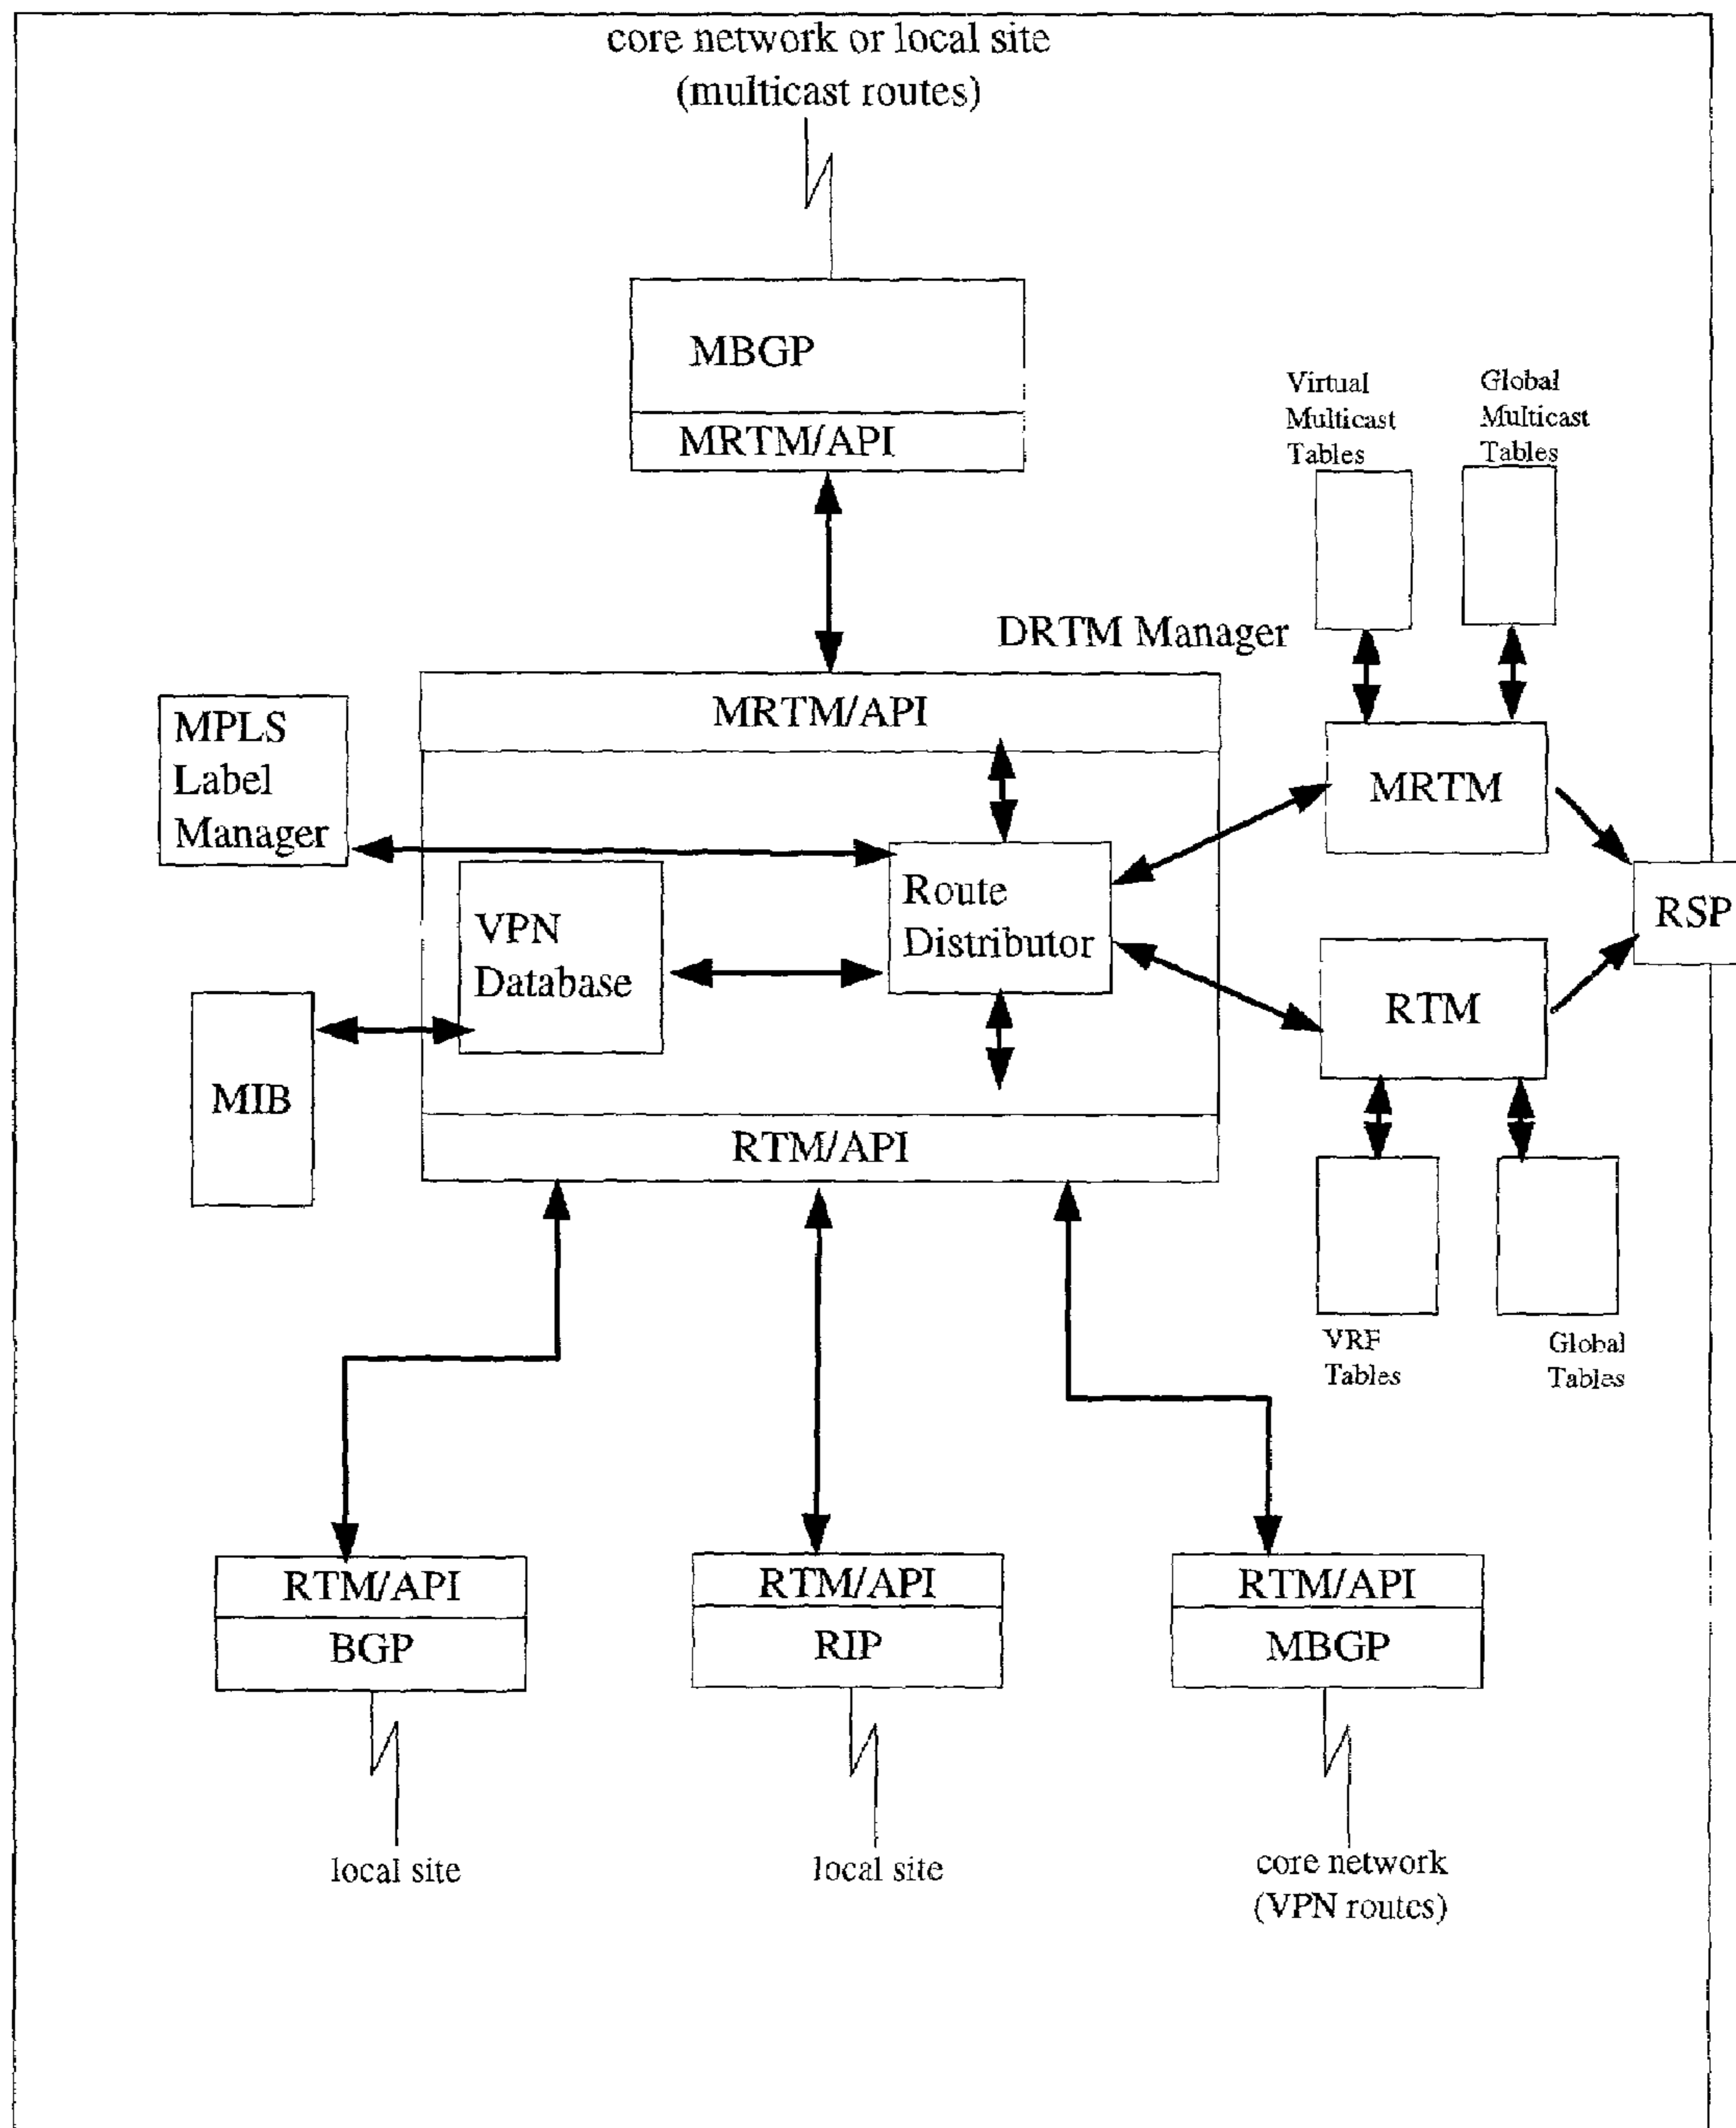 core network or local site
(multicast routes)
MBGP
MRTM/API
Virtual
Multicast
Tables
Global
Multicast
Tables
DRTM Manager
MRTM/API
MPLS
Label
Manager
MRTM
Route
Distributor
RSP
VPN
Database
RTM
MIB
RTM/API
VRF
Tables
Global
Tables
RTM/API
BGP
RTM/API
RIP
RTM/API
MBGP
local site
local site
core network
(VPN routes)